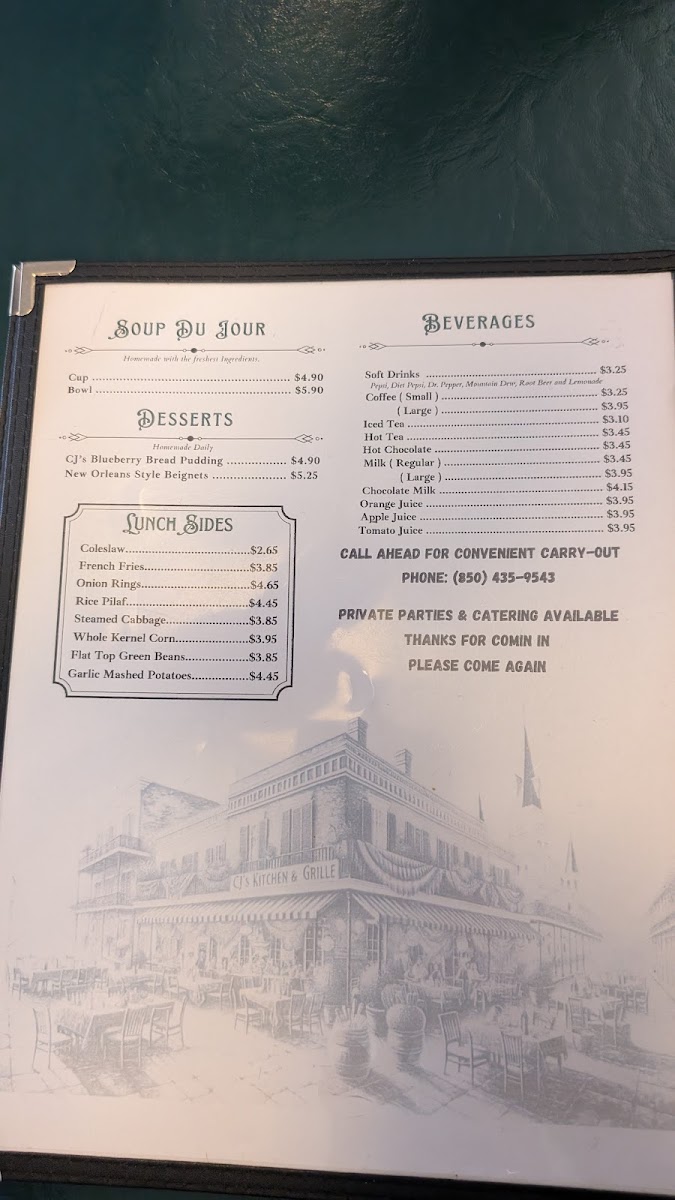 Soup Du Jour
Homemade with the freshest Ingredients.
Cup ........ $4.90
Bowl ........ $5.90
Desserts
Homemade Daily
CJ's Blueberry Bread Pudding ........ $4.90
New Orleans Style Beignets ........ $5.25
Lunch Sides
Coleslaw........$2.65
French Fries........$3.85
Onion Rings........$4.65
Rice Pilaf........$4.45
Steamed Cabbage........$3.85
Whole Kernel Corn........$3.95
Flat Top Green Beans........$3.85
Garlic Mashed Potatoes........$4.45
Beverages
Soft Drinks ........ $3.25
Pepsi, Diet Pepsi, Dr. Pepper, Mountain Dew, Root Beer and Lemonade
Coffee ( Small ) ........ $3.25
( Large ) ........ $3.95
Iced Tea ........ $3.10
Hot Tea ........ $3.45
Hot Chocolate ........ $3.45
Milk ( Regular ) ........ $3.45
( Large ) ........ $3.95
Chocolate Milk ........ $4.15
Orange Juice ........ $3.95
Apple Juice ........ $3.95
Tomato Juice ........ $3.95
CALL AHEAD FOR CONVENIENT CARRY-OUT
PHONE: (850) 435-9543
PRIVATE PARTIES & CATERING AVAILABLE
THANKS FOR COMIN IN
PLEASE COME AGAIN
CJ's KITCHEN & GRILLE